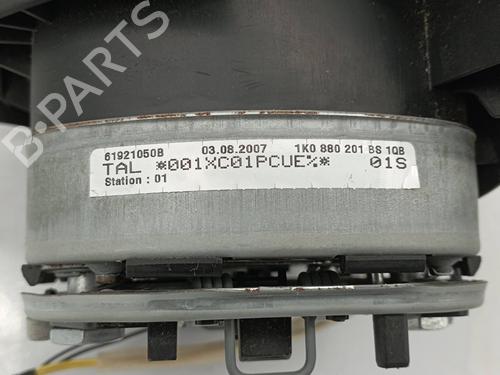 61921050B 03.08.2007 1K0 880 201 BS 1QB
TAL *001XC01PCUE%* 01S
Station : 01
B-PARTS